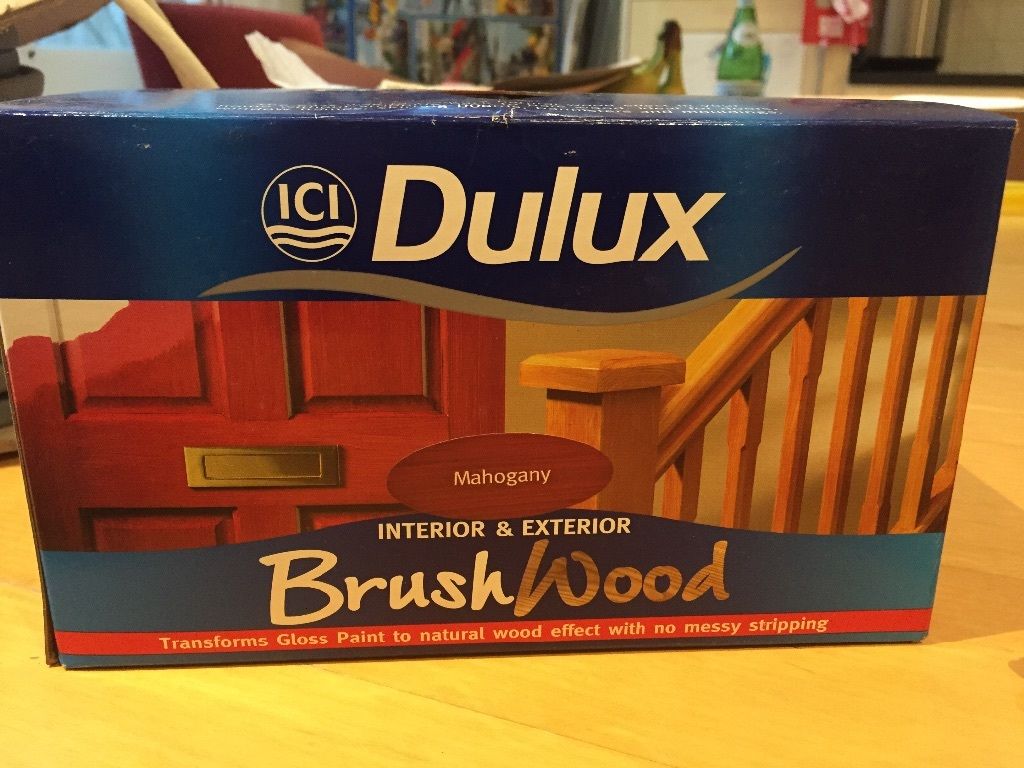 ICI
Dulux
Mahogany
INTERIOR & EXTERIOR
BrushWood
Transforms Gloss Paint to natural wood effect with no messy stripping